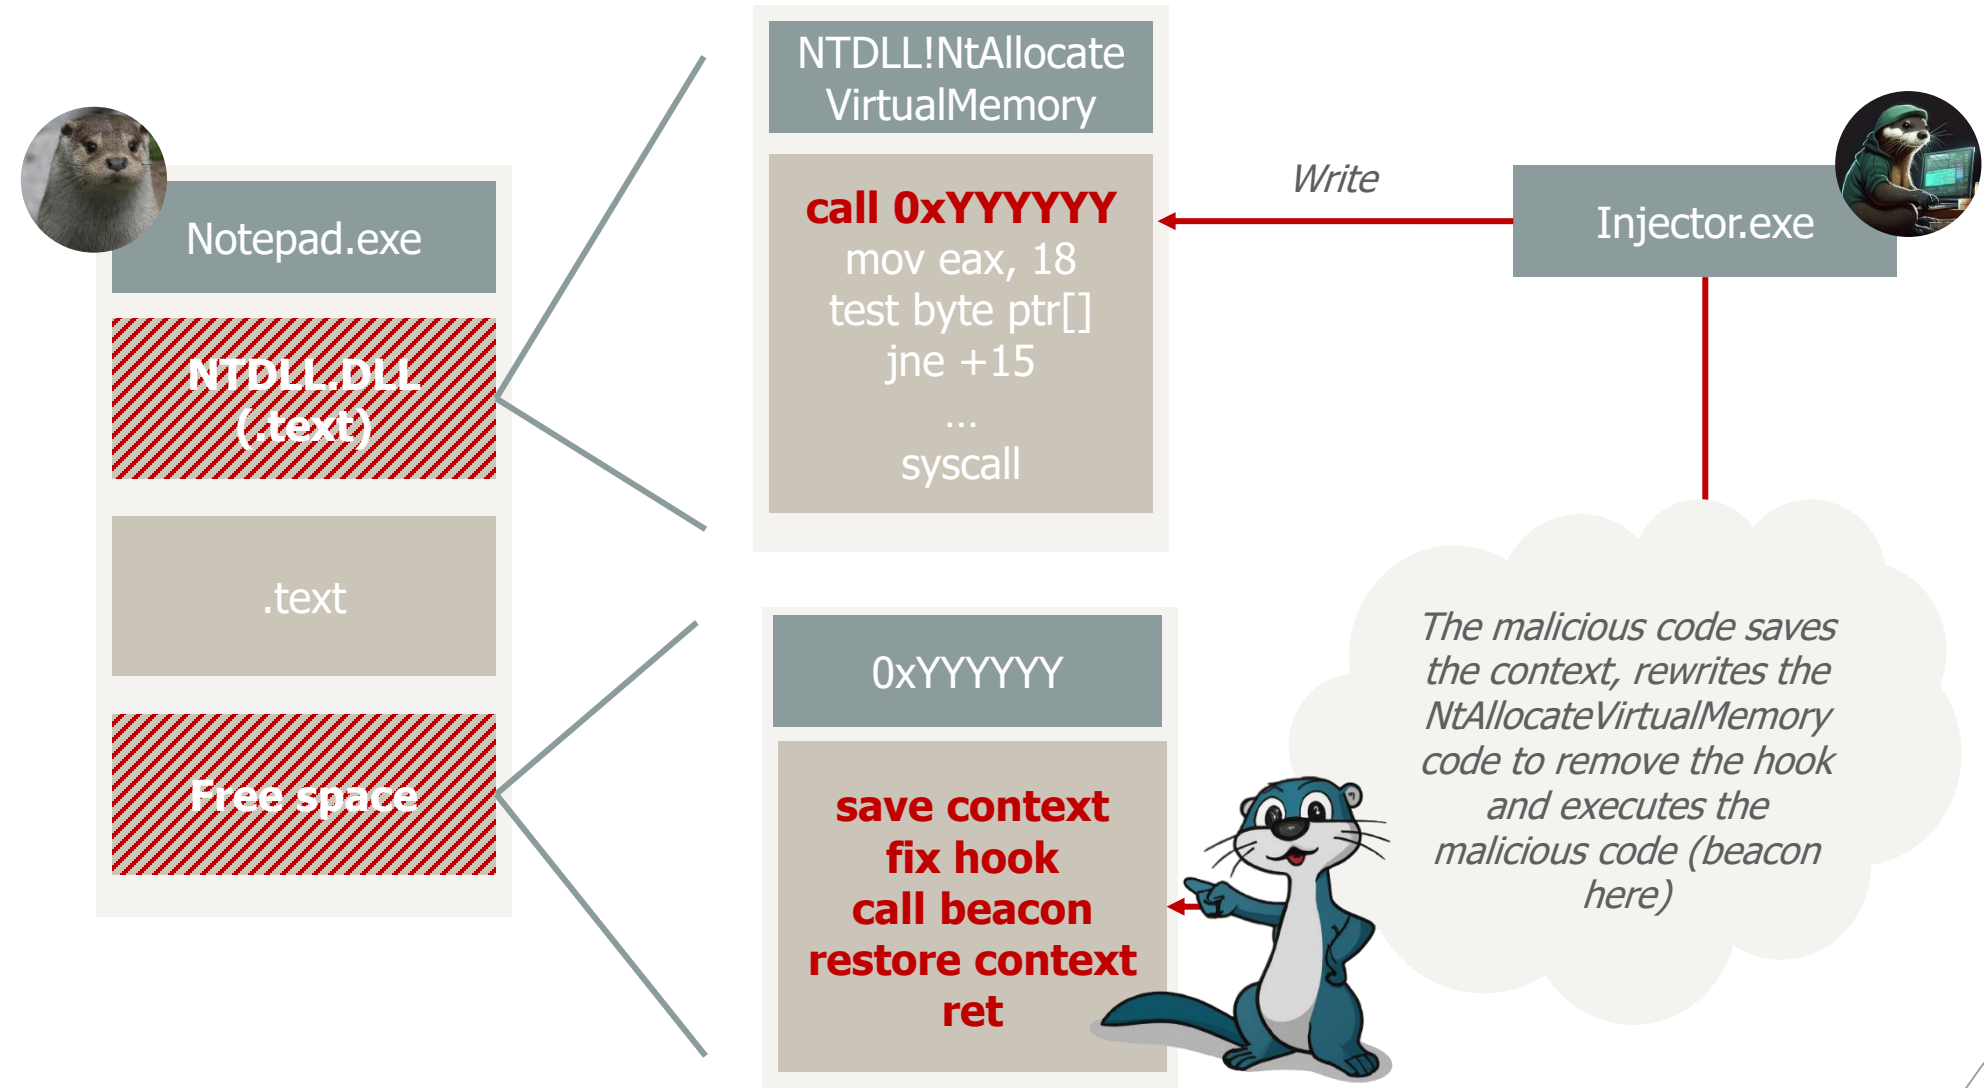 Notepad.exe
NTDLL.DLL
(.text)
.text
Free space
NTDLL!NtAllocate
VirtualMemory
call 0xYYYYYY
mov eax, 18
test byte ptr[]
jne +15
...
syscall
0xYYYYYY
save context
fix hook
call beacon
restore context
ret
Write
Injector.exe
The malicious code saves
the context, rewrites the
NtAllocateVirtualMemory
code to remove the hook
and executes the
malicious code (beacon
here)